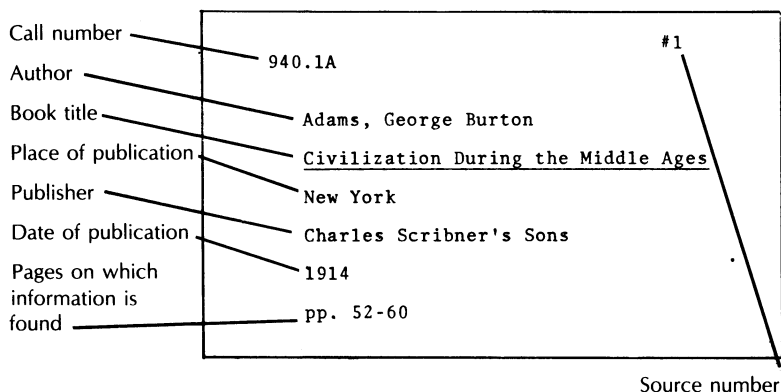 Call number
940.1A
#1
Author
Adams, George Burton
Book title
Civilization During the Middle Ages
Place of publication
New York
Publisher
Charles Scribner's Sons
Date of publication
1914
Pages on which
information is
found
pp. 52-60
Source number